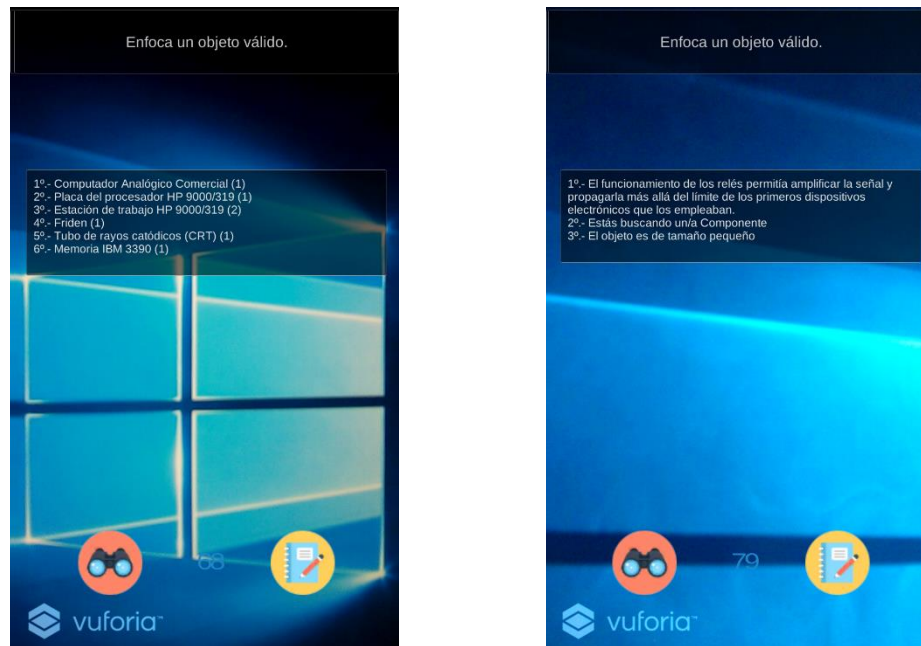 Enfoca un objeto válido.
1º.- Computador Analógico Comercial (1)
2º.- Placa del procesador HP 9000/319 (1)
3º.- Estación de trabajo HP 9000/319 (2)
4º.- Friden (1)
5º.- Tubo de rayos catódicos (CRT) (1)
6º.- Memoria IBM 3390 (1)
68
vuforia™
Enfoca un objeto válido.
1º.- El funcionamiento de los relés permitía amplificar la señal y
propagarla más allá del límite de los primeros dispositivos
electrónicos que los empleaban.
2º.- Estás buscando un/a Componente
3º.- El objeto es de tamaño pequeño
79
vuforia™